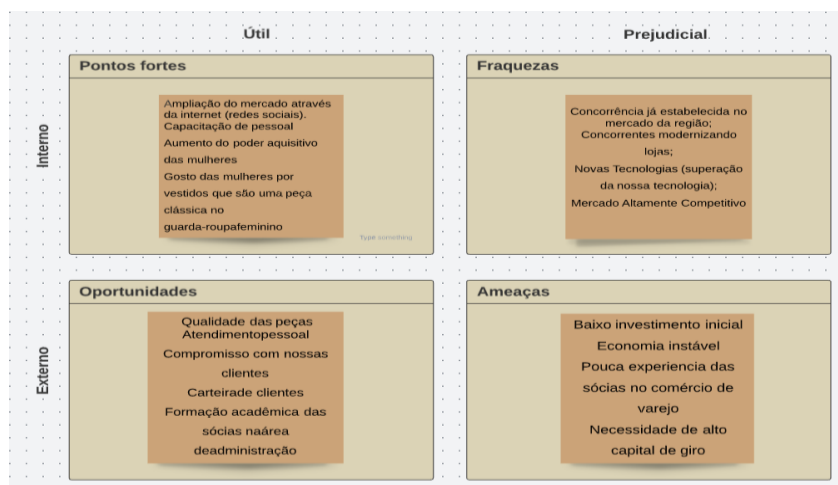 Útil
Prejudicial
Interno
Pontos fortes
Ampliação do mercado através
da internet (redes sociais).
Capacitação de pessoal
Aumento do poder aquisitivo
das mulheres
Gosto das mulheres por
vestidos que são uma peça
clássica no
guarda-roupafeminino
Type something
Fraquezas
Concorrência já estabelecida no
mercado da região;
Concorrentes modernizando
lojas;
Novas Tecnologias (superação
da nossa tecnologia);
Mercado Altamente Competitivo
Externo
Oportunidades
Qualidade das peças
Atendimentopessoal
Compromisso com nossas
clientes
Carteirade clientes
Formação acadêmica das
sócias naárea
deadministração
Ameaças
Baixo investimento inicial
Economia instável
Pouca experiencia das
sócias no comércio de
varejo
Necessidade de alto
capital de giro